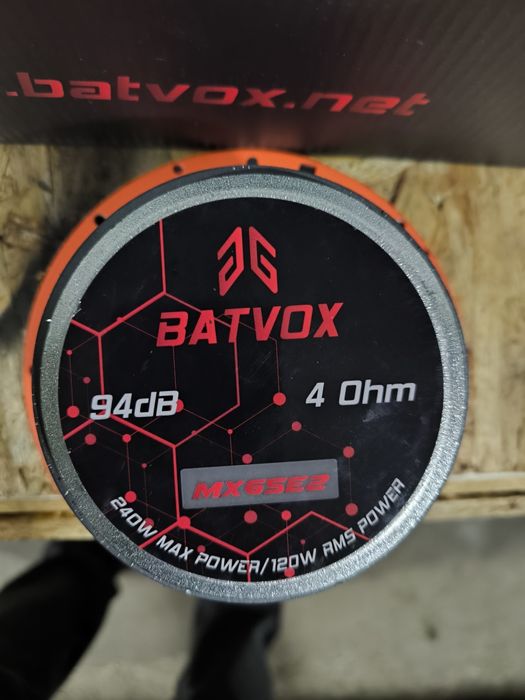 .batvox.net
BATVOX
94dB
4 Ohm
MX65E2
240W MAX POWER/120W RMS POWER